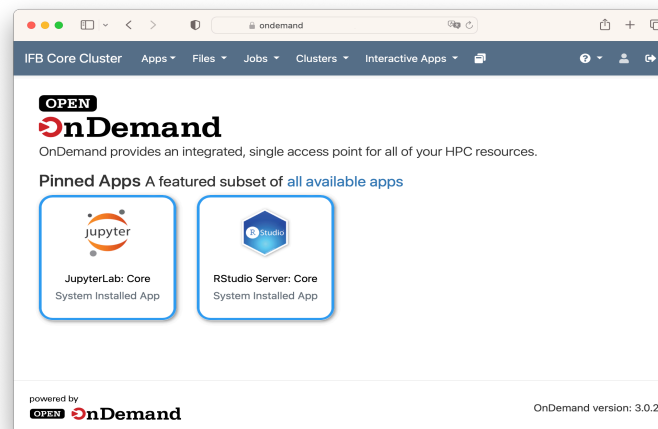 ondemand
IFB Core Cluster Apps Files Jobs Clusters Interactive Apps
OPEN
OnDemand
OnDemand provides an integrated, single access point for all of your HPC resources.
Pinned Apps A featured subset of all available apps
jupyter
R Studio
JupyterLab: Core
RStudio Server: Core
System Installed App
System Installed App
powered by
OPEN OnDemand
OnDemand version: 3.0.2